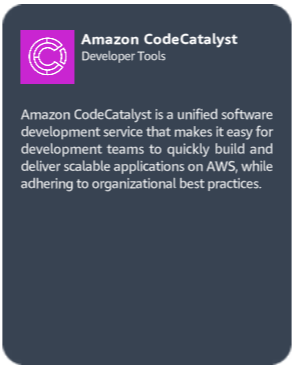 Amazon CodeCatalyst
Developer Tools
Amazon CodeCatalyst is a unified software
development service that makes it easy for
development teams to quickly build and
deliver scalable applications on AWS, while
adhering to organizational best practices.